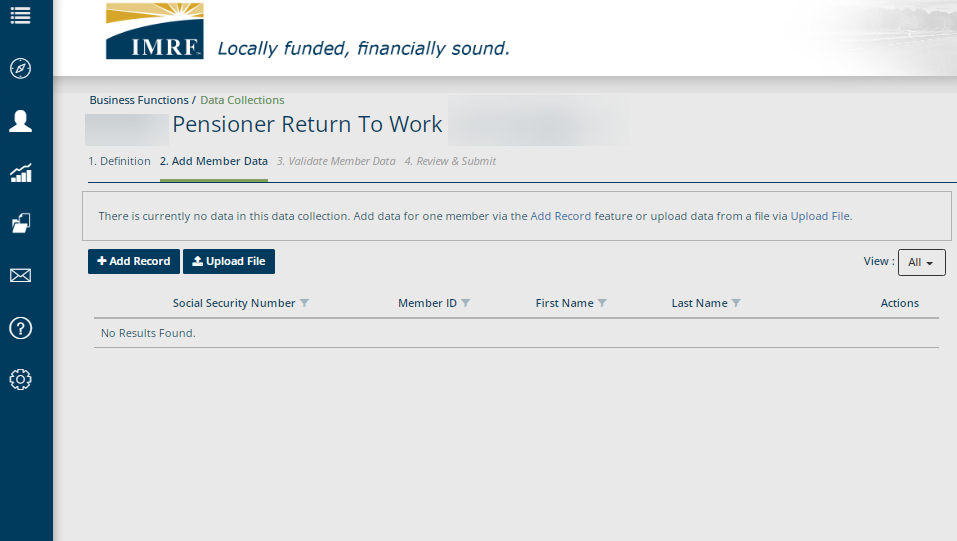 IMRF™ Locally funded, financially sound.
Business Functions / Data Collections
Pensioner Return To Work
1. Definition 2. Add Member Data 3. Validate Member Data 4. Review & Submit
There is currently no data in this data collection. Add data for one member via the Add Record feature or upload data from a file via Upload File.
Add Record Upload File View : All
Social Security Number Member ID First Name Last Name Actions
No Results Found.